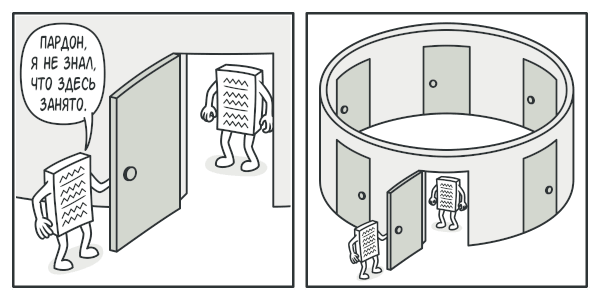 ПАРДОН,
Я НЕ ЗНАЛ,
ЧТО ЗДЕСЬ
ЗАНЯТО.